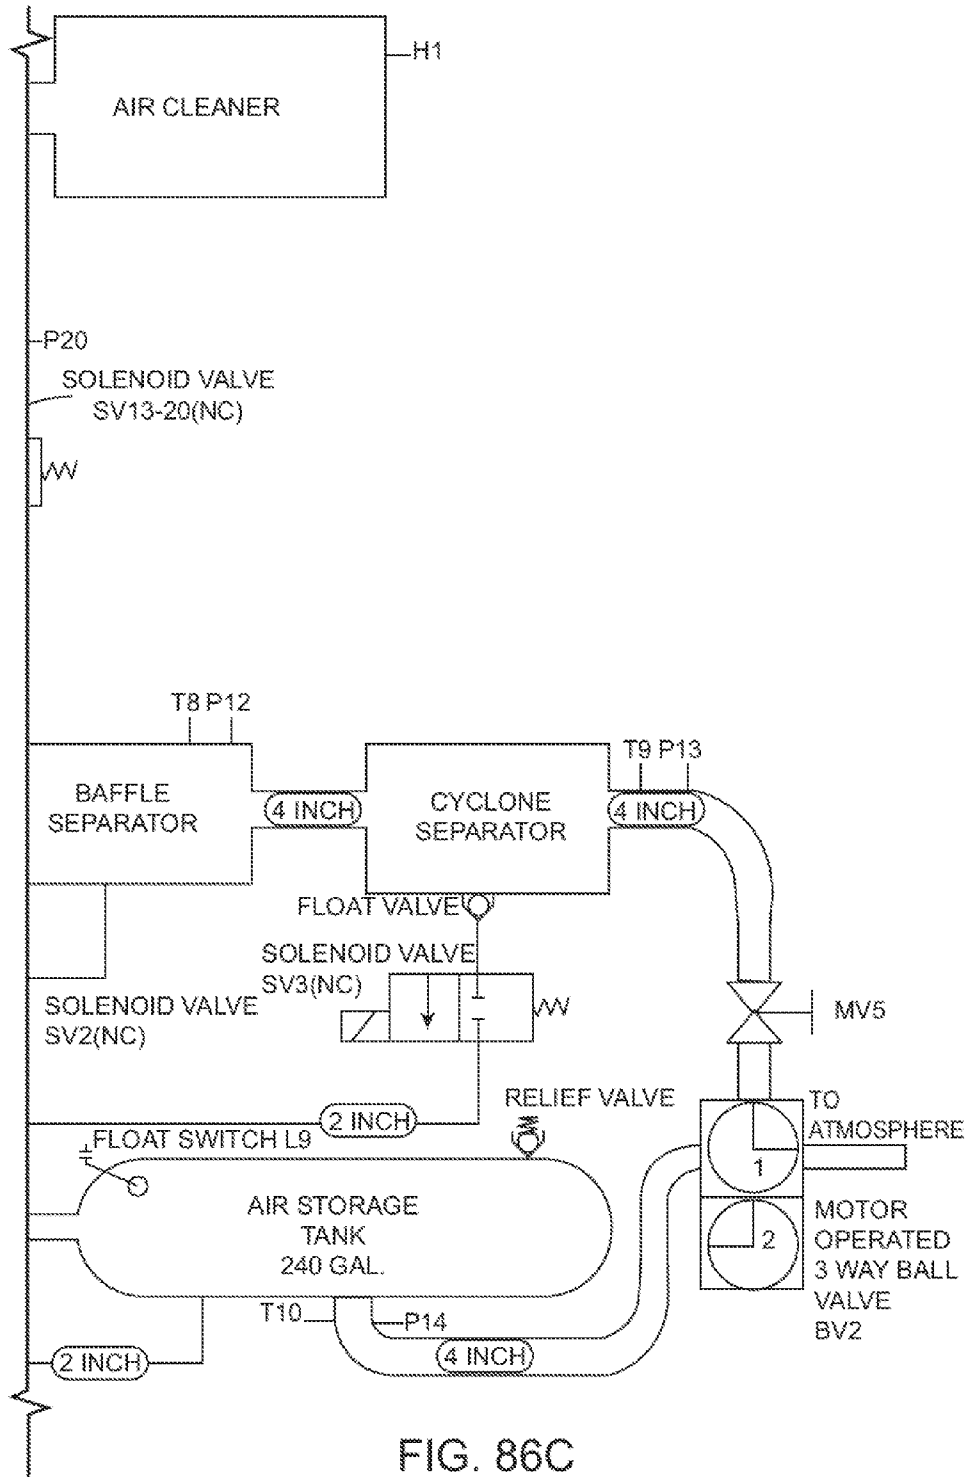 H1
AIR CLEANER
P20
SOLENOID VALVE
SV13-20(NC)
T8 P12
T9 P13
BAFFLE
SEPARATOR
4 INCH
CYCLONE
SEPARATOR
4 INCH
FLOAT VALVE
SOLENOID VALVE
SV3(NC)
SOLENOID VALVE
SV2(NC)
MV5
RELIEF VALVE
TO
ATMOSPHERE
2 INCH
FLOAT SWITCH L9
1
AIR STORAGE
TANK
240 GAL.
2
MOTOR
OPERATED
3 WAY BALL
VALVE
BV2
T10
P14
2 INCH
4 INCH
FIG. 86C